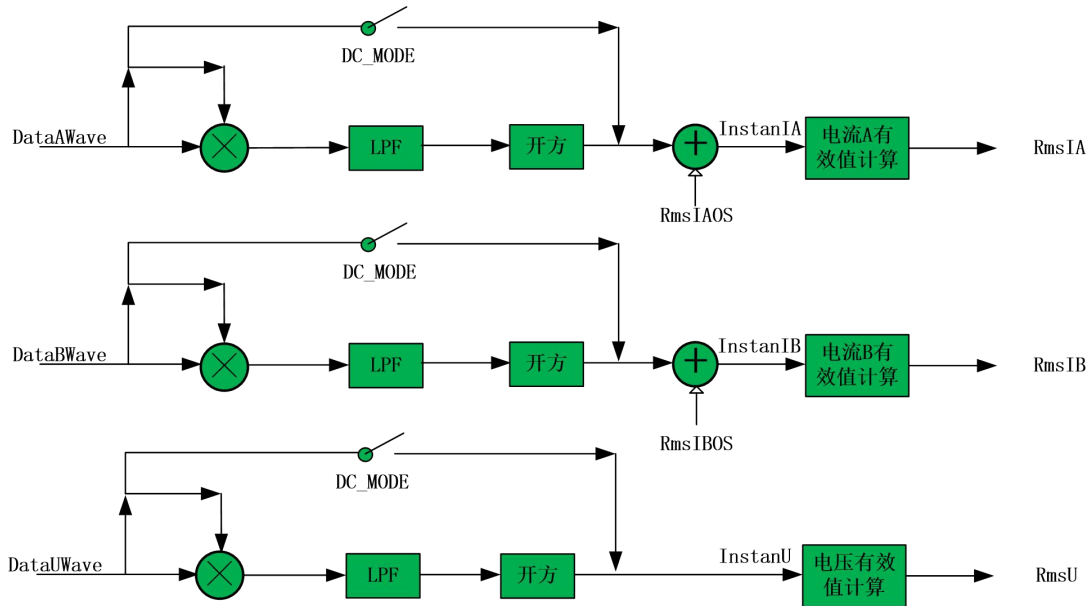 DC_MODE
DataAWave
LPF
开方
InstanIA
电流A有
效值计算
RmsIA
RmsIAOS
DC_MODE
DataBWave
LPF
开方
InstanIB
电流B有
效值计算
RmsIB
RmsIBOS
DC_MODE
DataUWave
LPF
开方
InstanU
电压有效
值计算
RmsU